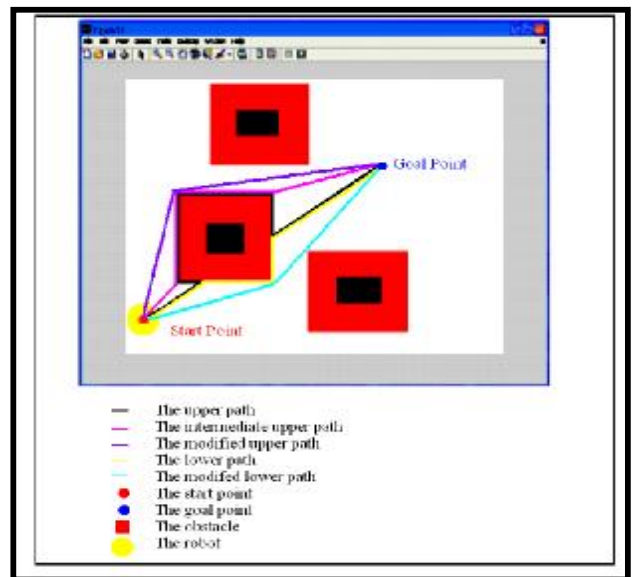 Goal Point
Start Point
The upper path
The intermediate upper path
The modified upper path
The lower path
The modifed lower path
The start point
The goal point
The obstacle
The robot